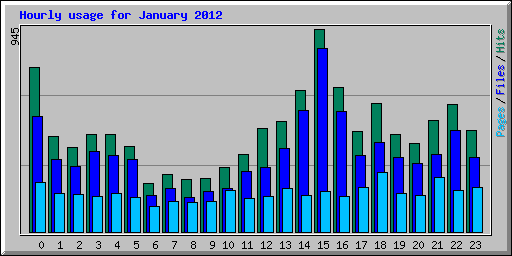 Hourly usage for January 2012
945
Pages / Files / Hits
0 1 2 3 4 5 6 7 8 9 10 11 12 13 14 15 16 17 18 19 20 21 22 23